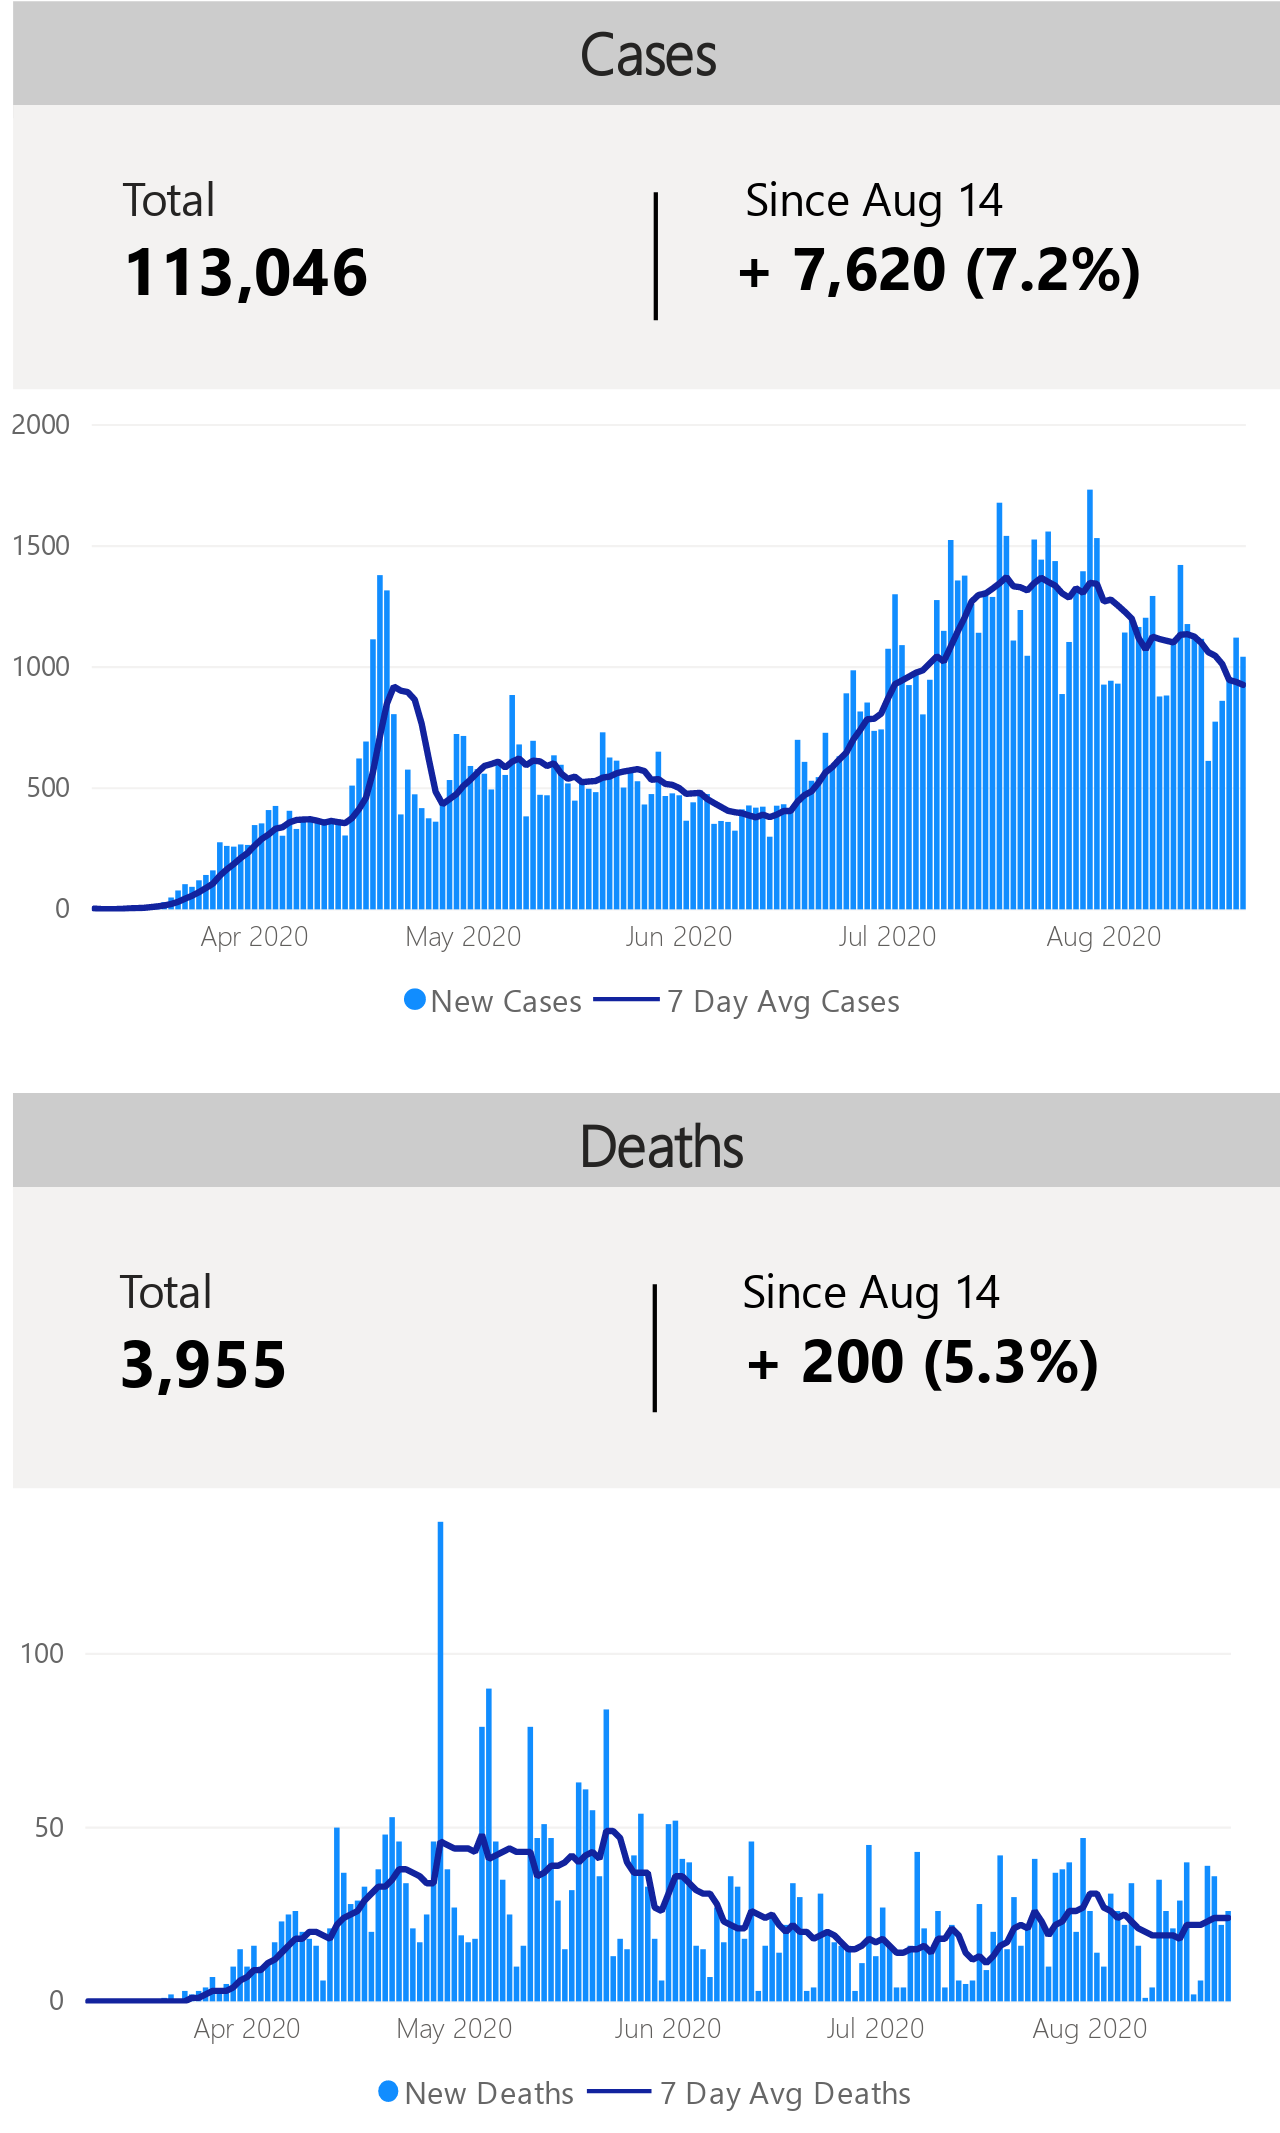 Cases
Total
Since Aug 14
113,046
+ 7,620 (7.2%)
2000
1500
1000
500
0
Apr 2020
May 2020
Jun 2020
Jul 2020
Aug 2020
New Cases
7 Day Avg Cases
Deaths
Total
Since Aug 14
3,955
+ 200 (5.3%)
100
50
0
Apr 2020
May 2020
Jun 2020
Jul 2020
Aug 2020
New Deaths
7 Day Avg Deaths